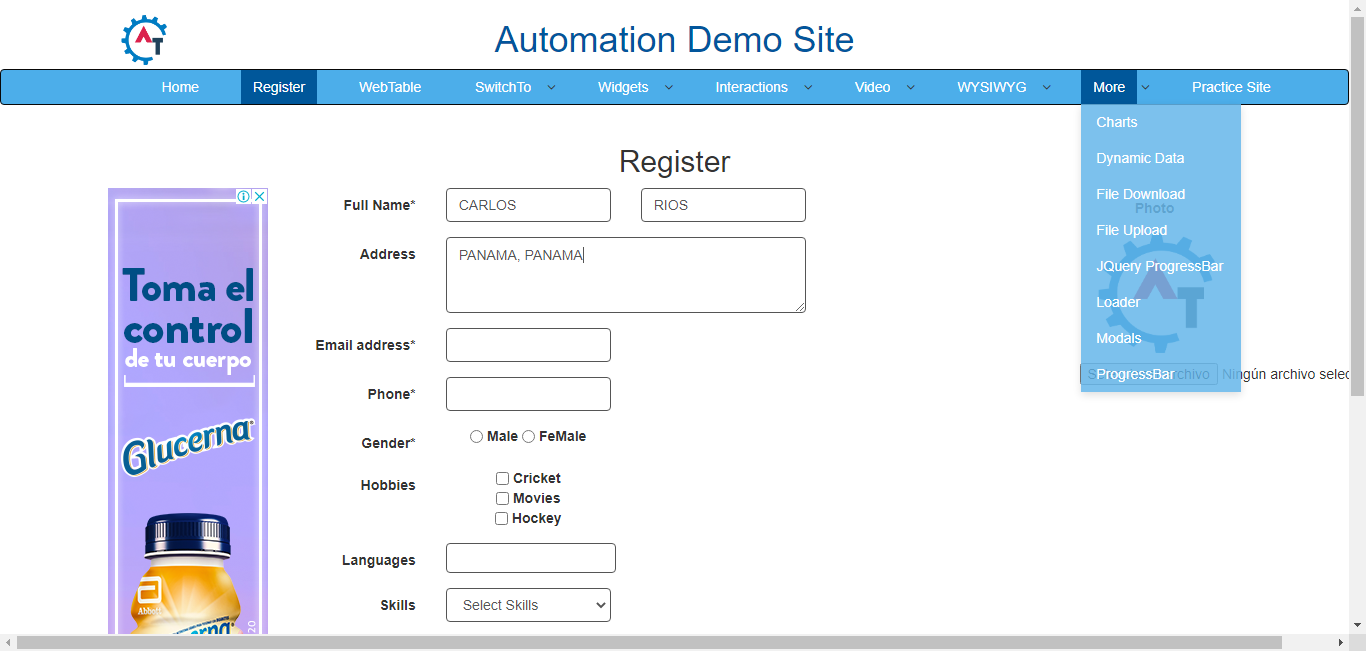 Automation Demo Site
Home Register WebTable SwitchTo Widgets Interactions Video WYSIWYG More Practice Site
Charts
Dynamic Data
File Download
Photo
File Upload
JQuery ProgressBar
Loader
Modals
ProgressBar
Ningún archivo selec
Register
Full Name* CARLOS RIOS
Address PANAMA, PANAMA
Email address*
Phone*
Gender* Male FeMale
Hobbies Cricket
Movies
Hockey
Languages
Skills Select Skills
Toma el
control
de tu cuerpo
Glucerna
Abbott
Glucerna